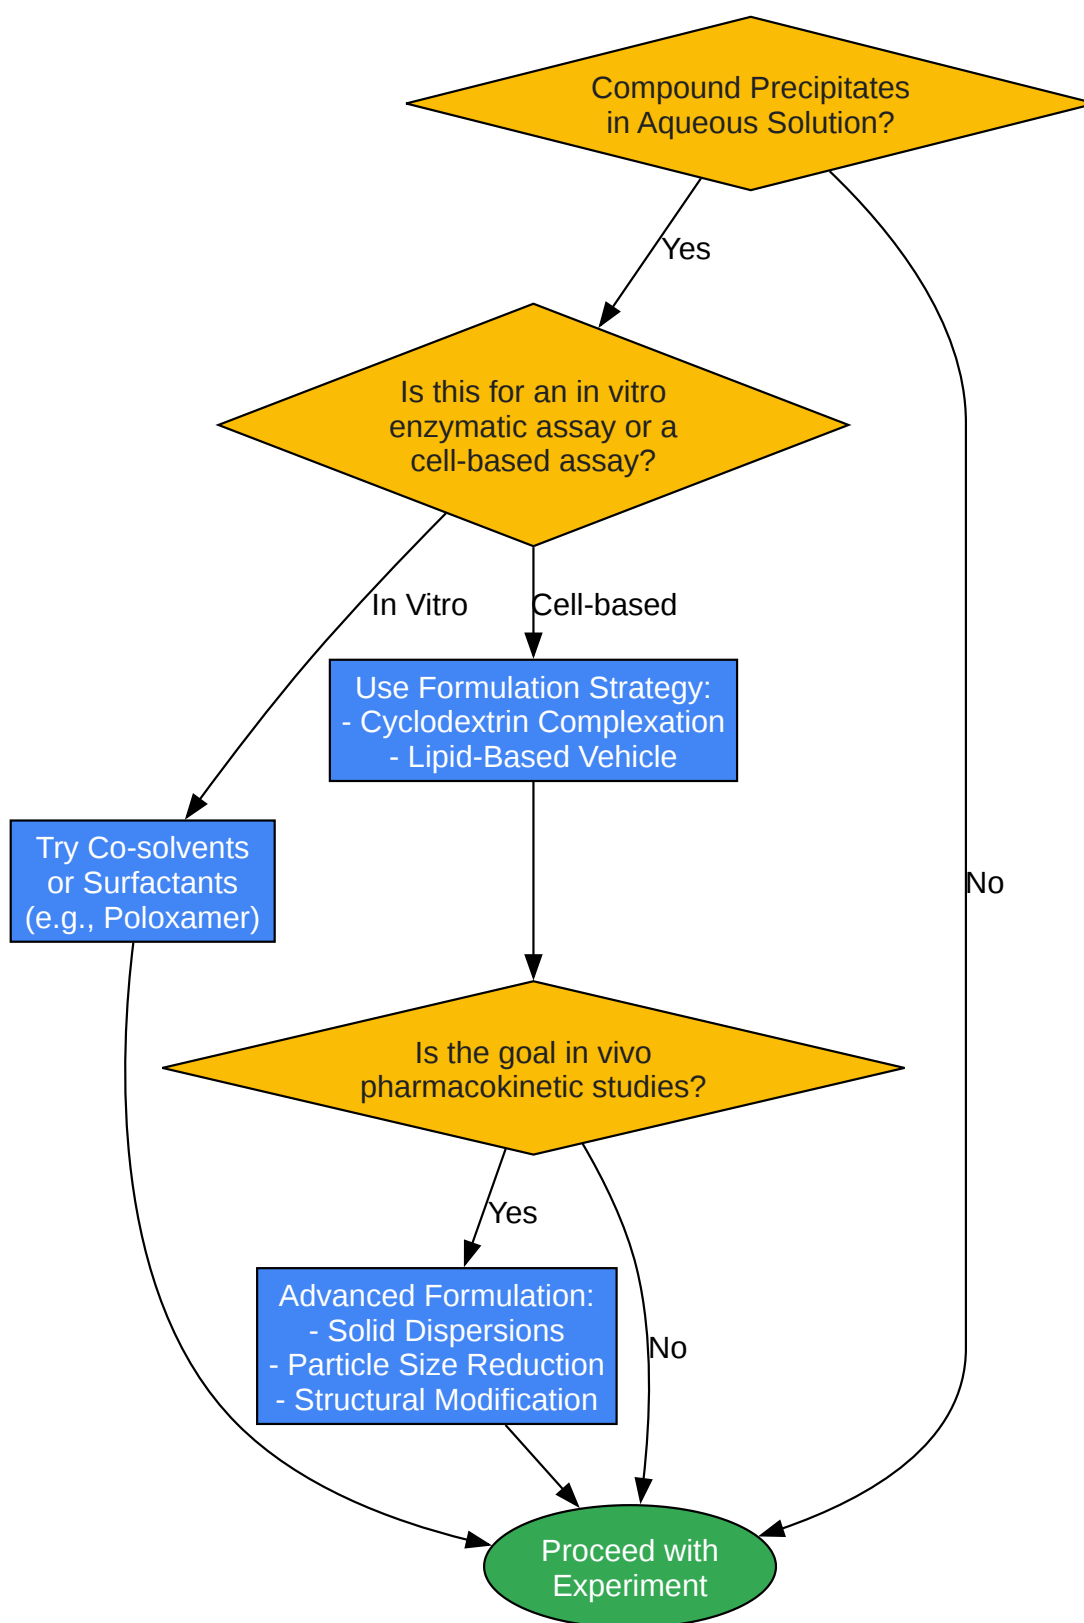 Compound Precipitates
in Aqueous Solution?
Yes
Is this for an in vitro
enzymatic assay or a
cell-based assay?
In Vitro
Cell-based
Use Formulation Strategy:
- Cyclodextrin Complexation
- Lipid-Based Vehicle
Try Co-solvents
or Surfactants
(e.g., Poloxamer)
No
Is the goal in vivo
pharmacokinetic studies?
Yes
Advanced Formulation:
- Solid Dispersions
- Particle Size Reduction
- Structural Modification
No
Proceed with
Experiment